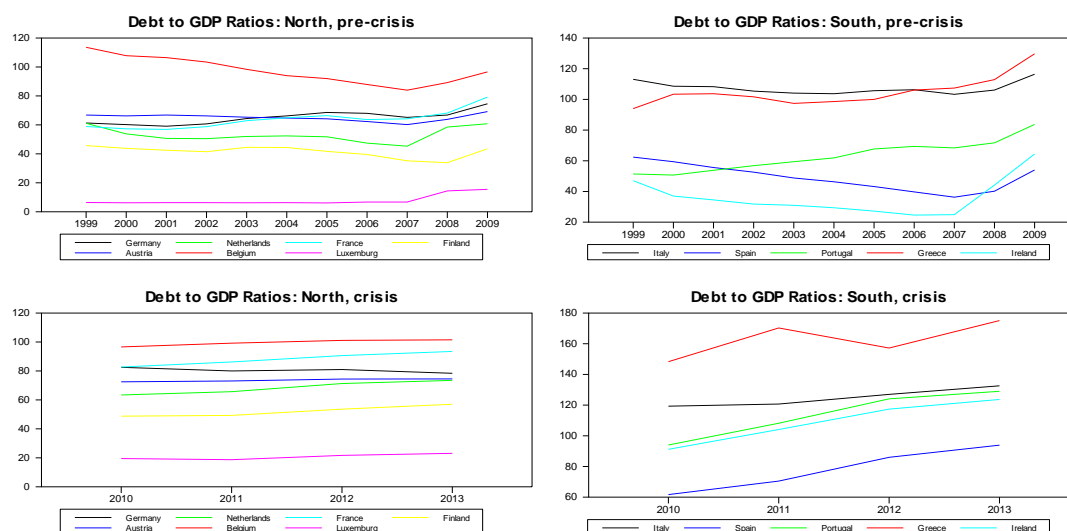 Debt to GDP Ratios: North, pre-crisis
120
100
80
60
40
20
0
1999 2000 2001 2002 2003 2004 2005 2006 2007 2008 2009
Germany Netherlands France Finland
Austria Belgium Luxemburg
Debt to GDP Ratios: South, pre-crisis
140
120
100
80
60
40
20
1999 2000 2001 2002 2003 2004 2005 2006 2007 2008 2009
Italy Spain Portugal Greece Ireland
Debt to GDP Ratios: North, crisis
120
100
80
60
40
20
0
2010 2011 2012 2013
Germany Netherlands France Finland
Austria Belgium Luxemburg
Debt to GDP Ratios: South, crisis
180
160
140
120
100
80
60
2010 2011 2012 2013
Italy Spain Portugal Greece Ireland